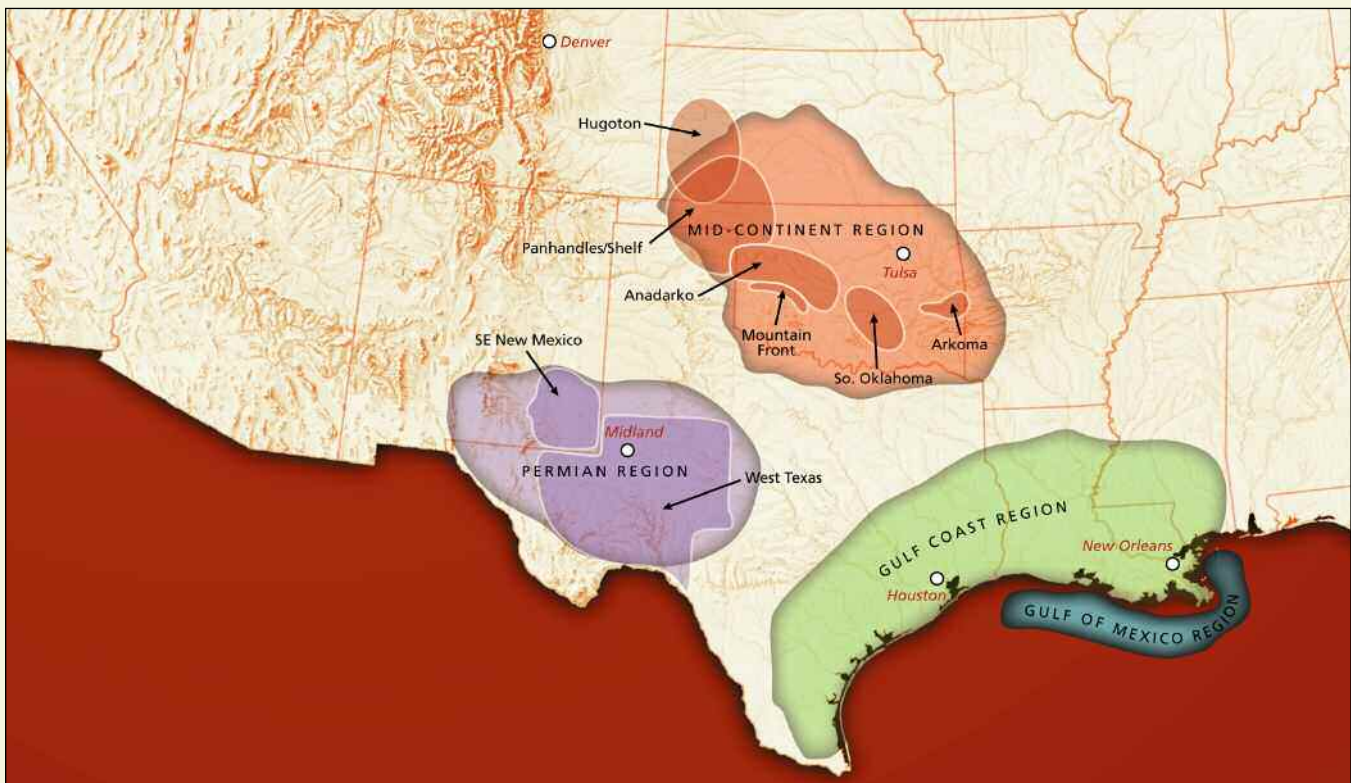 Denver
Hugoton
Panhandles/Shelf
MID-CONTINENT REGION
Tulsa
Anadarko
Mountain
Front
Arkoma
So. Oklahoma
SE New Mexico
Midland
PERMIAN REGION
West Texas
GULF COAST REGION
New Orleans
Houston
GULF OF MEXICO REGION